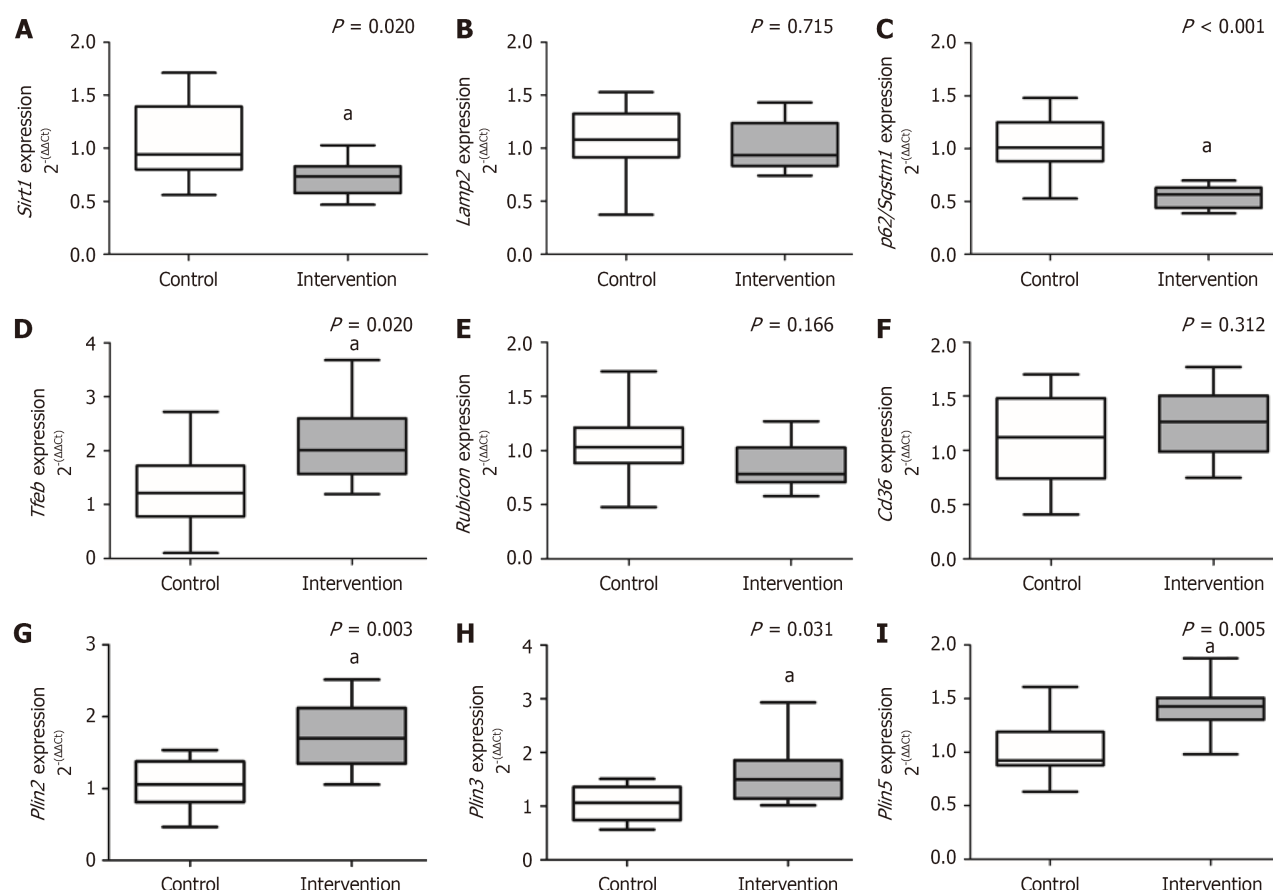 A
P = 0.020
Sirt1 expression
2^-(ΔΔCt)
2.0
1.5
1.0
0.5
0.0
a
Control
Intervention
B
P = 0.715
Lamp2 expression
2^-(ΔΔCt)
2.0
1.5
1.0
0.5
0.0
Control
Intervention
C
P < 0.001
p62/Sqstm1 expression
2^-(ΔΔCt)
2.0
1.5
1.0
0.5
0.0
a
Control
Intervention
D
P = 0.020
Tfeb expression
2^-(ΔΔCt)
4
3
2
1
0
a
Control
Intervention
E
P = 0.166
Rubicon expression
2^-(ΔΔCt)
2.0
1.5
1.0
0.5
0.0
Control
Intervention
F
P = 0.312
Cd36 expression
2^-(ΔΔCt)
2.0
1.5
1.0
0.5
0.0
Control
Intervention
G
P = 0.003
Plin2 expression
2^-(ΔΔCt)
3
2
1
0
a
Control
Intervention
H
P = 0.031
Plin3 expression
2^-(ΔΔCt)
4
3
2
1
0
a
Control
Intervention
I
P = 0.005
Plin5 expression
2^-(ΔΔCt)
2.0
1.5
1.0
0.5
0.0
a
Control
Intervention